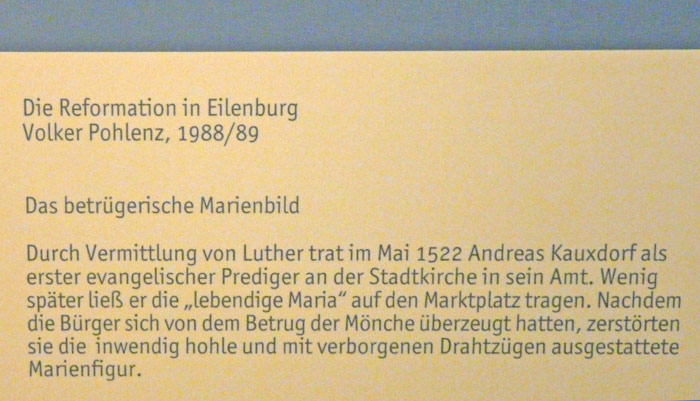 Die Reformation in Eilenburg
Volker Pohlenz, 1988/89
Das betrügerische Marienbild
Durch Vermittlung von Luther trat im Mai 1522 Andreas Kauxdorf als
erster evangelischer Prediger an der Stadtkirche in sein Amt. Wenig
später ließ er die „lebendige Maria“ auf den Marktplatz tragen. Nachdem
die Bürger sich von dem Betrug der Mönche überzeugt hatten, zerstörten
sie die inwendig hohle und mit verborgenen Drahtzügen ausgestattete
Marienfigur.